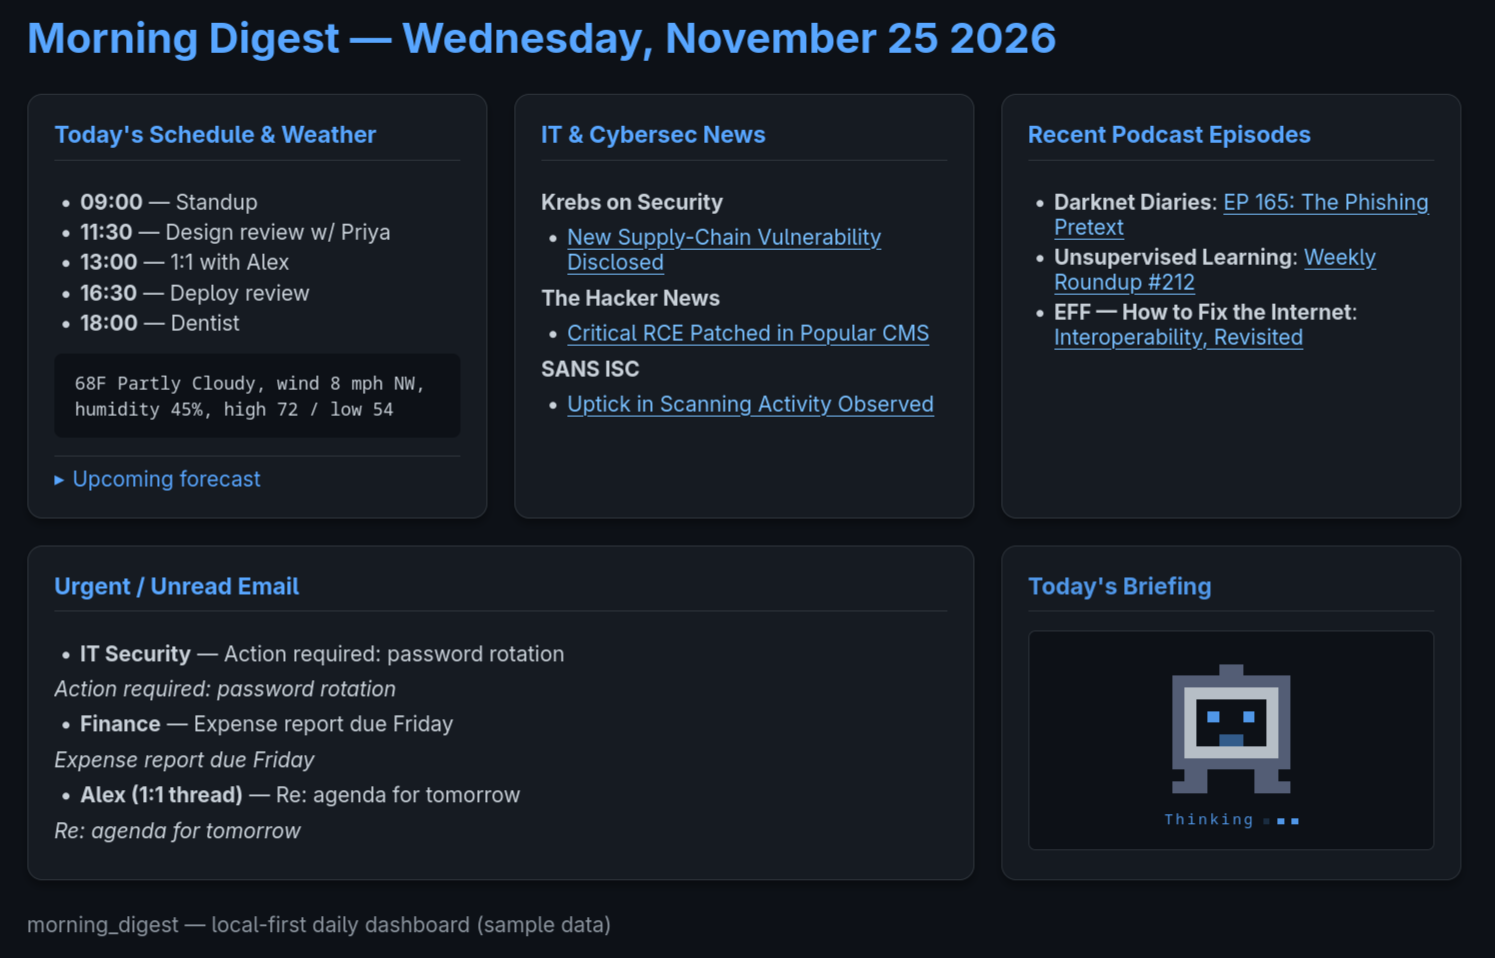 Morning Digest — Wednesday, November 25 2026
Today's Schedule & Weather
• 09:00 — Standup
• 11:30 — Design review w/ Priya
• 13:00 — 1:1 with Alex
• 16:30 — Deploy review
• 18:00 — Dentist
68F Partly Cloudy, wind 8 mph NW,
humidity 45%, high 72 / low 54
▸ Upcoming forecast
IT & Cybersec News
Krebs on Security
• New Supply-Chain Vulnerability
Disclosed
The Hacker News
• Critical RCE Patched in Popular CMS
SANS ISC
• Uptick in Scanning Activity Observed
Recent Podcast Episodes
• Darknet Diaries: EP 165: The Phishing
Pretext
• Unsupervised Learning: Weekly
Roundup #212
• EFF — How to Fix the Internet:
Interoperability, Revisited
Urgent / Unread Email
• IT Security — Action required: password rotation
Action required: password rotation
• Finance — Expense report due Friday
Expense report due Friday
• Alex (1:1 thread) — Re: agenda for tomorrow
Re: agenda for tomorrow
Today's Briefing
Thinking
morning_digest — local-first daily dashboard (sample data)